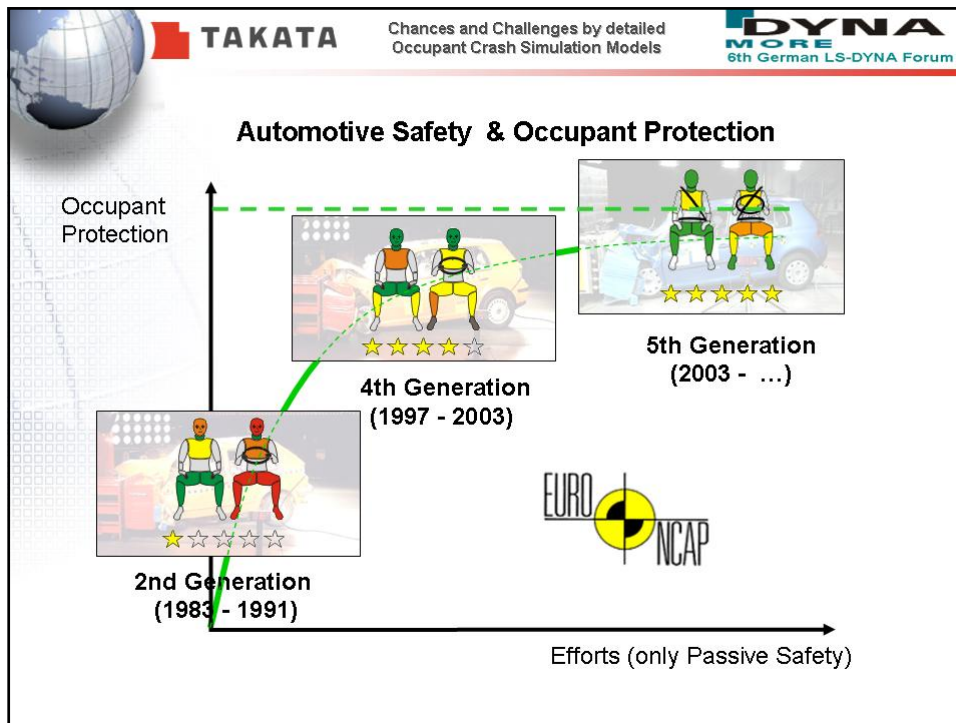 TAKATA
Chances and Challenges by detailed
Occupant Crash Simulation Models
DYNA
MORE
6th German LS-DYNA Forum
Automotive Safety & Occupant Protection
Occupant
Protection
5th Generation
(2003 - ...)
4th Generation
(1997 - 2003)
2nd Generation
(1983 - 1991)
EURO
NCAP
Efforts (only Passive Safety)